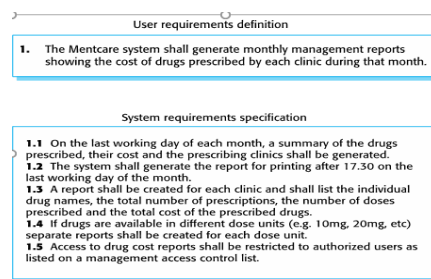 User requirements definition
1. The Mentcare system shall generate monthly management reports
showing the cost of drugs prescribed by each clinic during that month.
System requirements specification
1.1 On the last working day of each month, a summary of the drugs
prescribed, their cost and the prescribing clinics shall be generated.
1.2 The system shall generate the report for printing after 17.30 on the
last working day of the month.
1.3 A report shall be created for each clinic and shall list the individual
drug names, the total number of prescriptions, the number of doses
prescribed and the total cost of the prescribed drugs.
1.4 If drugs are available in different dose units (e.g. 10mg, 20mg, etc)
separate reports shall be created for each dose unit.
1.5 Access to drug cost reports shall be restricted to authorized users as
listed on a management access control list.